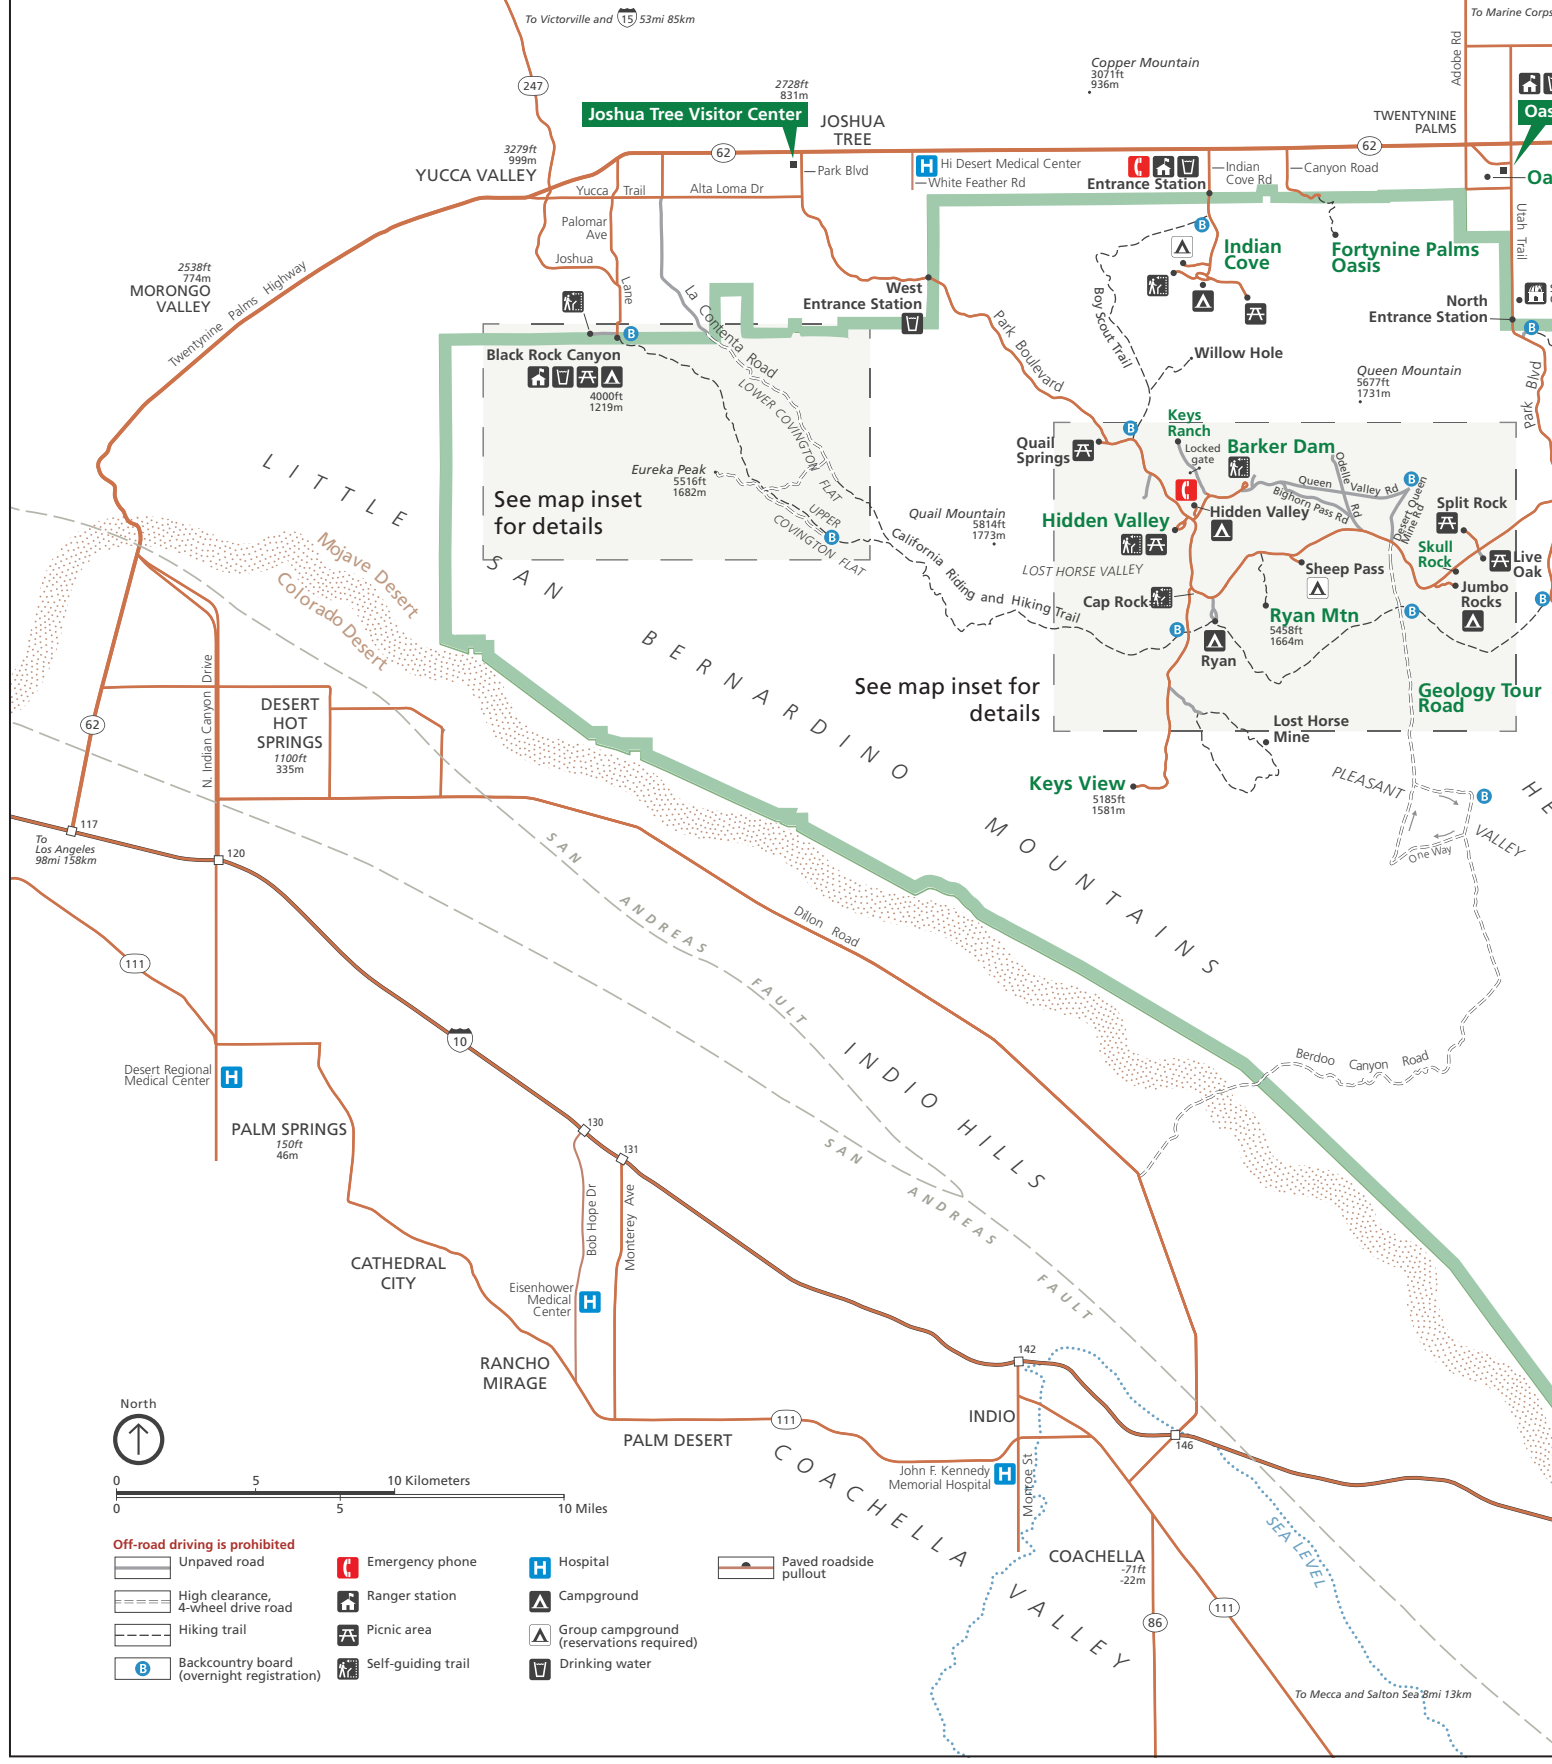 To Victorville and 15 53mi 85km
To Marine Corps
Adobe Rd
247
Copper Mountain
3071ft
936m
2728ft
831m
Joshua Tree Visitor Center
JOSHUA
TREE
TWENTYNINE
PALMS
Oas
3279ft
999m
YUCCA VALLEY
62
62
Park Blvd
H
Hi Desert Medical Center
White Feather Rd
Entrance Station
Indian
Cove Rd
Canyon Road
Oa
Yucca Trail
Alta Loma Dr
Palomar
Ave
Joshua
Lane
La Contenta Road
Utah Trail
B
Indian
Cove
Fortynine Palms
Oasis
2538ft
774m
MORONGO
VALLEY
Twentynine Palms Highway
West
Entrance Station
Boy Scout Trail
North
Entrance Station
B
B
Park Boulevard
Willow Hole
Black Rock Canyon
4000ft
1219m
LOWER COVINGTON FLAT
Queen Mountain
5677ft
1731m
Park Blvd
Quail
Springs
B
Keys
Ranch
Locked
gate
Barker Dam
Odelle
Rd
Queen Valley Rd
Bighorn Pass Rd
B
Desert Queen
Mine Rd
Split Rock
Eureka Peak
5516ft
1682m
See map inset
for details
UPPER
COVINGTON FLAT
B
Quail Mountain
5814ft
1773m
Hidden Valley
Hidden Valley
Skull
Rock
Live
Oak
LOST HORSE VALLEY
Sheep Pass
Jumbo
Rocks
B
California Riding and Hiking Trail
Cap Rock
Ryan Mtn
5458ft
1664m
B
B
Ryan
LITTLE
SAN
BERNARDINO
MOUNTAINS
Mojave Desert
Colorado Desert
See map inset for
details
Geology Tour
Road
Lost Horse
Mine
Keys View
5185ft
1581m
PLEASANT
VALLEY
B
One Way
HE
N. Indian Canyon Drive
DESERT
HOT
SPRINGS
1100ft
335m
62
117
To
Los Angeles
98mi 158km
120
SAN
ANDREAS
FAULT
Dillon Road
111
10
INDIO HILLS
Berdoo Canyon Road
Desert Regional
Medical Center
H
PALM SPRINGS
150ft
46m
130
131
SAN
ANDREAS
FAULT
Bob Hope Dr
Monterey Ave
CATHEDRAL
CITY
Eisenhower
Medical
Center
H
RANCHO
MIRAGE
142
INDIO
146
111
PALM DESERT
John F. Kennedy
Memorial Hospital
H
Monroe St
COACHELLA
VALLEY
SEA LEVEL
COACHELLA
-71ft
-22m
86
111
To Mecca and Salton Sea 8mi 13km
North
0 5 10 Kilometers
0 5 10 Miles
Off-road driving is prohibited
Unpaved road
High clearance,
4-wheel drive road
Hiking trail
B
Backcountry board
(overnight registration)
Emergency phone
Ranger station
Picnic area
Self-guiding trail
H
Hospital
Campground
Group campground
(reservations required)
Drinking water
Paved roadside
pullout